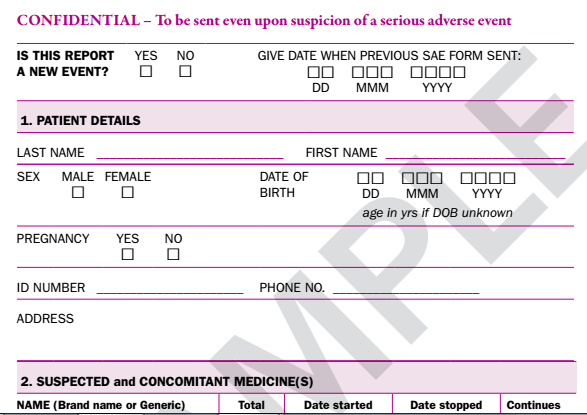 CONFIDENTIAL – To be sent even upon suspicion of a serious adverse event
IS THIS REPORT YES NO GIVE DATE WHEN PREVIOUS SAE FORM SENT:
A NEW EVENT? □ □ □□ □□□ □□□□
DD MMM YYYY
1. PATIENT DETAILS
LAST NAME ____________________ FIRST NAME ____________________
SEX MALE FEMALE DATE OF □□ □□□ □□□□
□ □ BIRTH DD MMM YYYY
age in yrs if DOB unknown
PREGNANCY YES NO
□ □
ID NUMBER ____________________ PHONE NO. ____________________
ADDRESS
2. SUSPECTED and CONCOMITANT MEDICINE(S)
NAME (Brand name or Generic) Total Date started Date stopped Continues